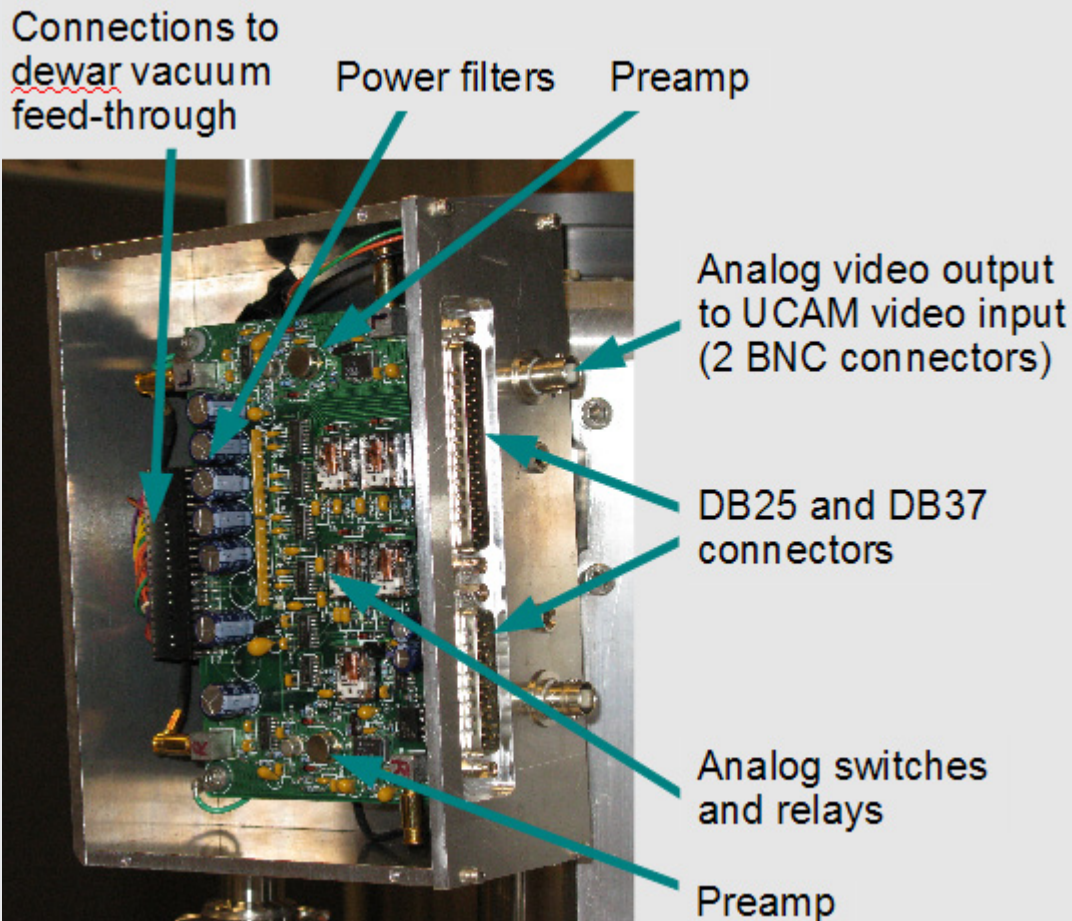 Connections to
dewar vacuum
feed-through
Power filters
Preamp
Analog video output
to UCAM video input
(2 BNC connectors)
DB25 and DB37
connectors
Analog switches
and relays
Preamp
L
R
R